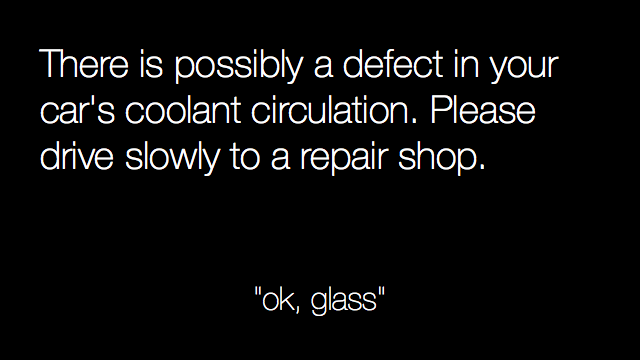 There is possibly a defect in your
car's coolant circulation. Please
drive slowly to a repair shop.
"ok, glass"